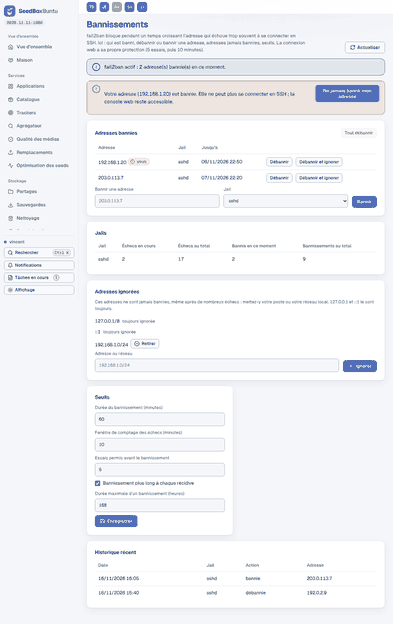 SeedBoxBuntu
Vue d'ensemble
Vue d'ensemble
Maison
Services
Applications
Catalogue
Trackers
Agrégateur
Qualité des médias
Remplacements
Optimisation des seeds
Stockage
Partages
Sauvegardes
Nettoyage
vincent
Rechercher
Ctrl K
Notifications
Tâches en cours
Affichage
Bannissements
fail2ban bloque pendant un temps croissant l'adresse qui échoue trop souvent à se connecter en
SSH. Ici : qui est banni, débannir ou bannir une adresse, adresses jamais bannies, seuils. La connexion
web a sa propre protection (5 essais, puis 10 minutes).
Actualiser
fail2ban actif : 2 adresse(s) bannie(s) en ce moment.
Votre adresse (192.168.1.20) est bannie. Elle ne peut plus se connecter en SSH ; la
console web reste accessible.
Ne jamais bannir mon
adresse
Adresses bannies
Tout débannir
Adresse
Jail
Jusqu'à
192.168.1.20
vous
sshd
06/11/2026 22:50
Débannir
Débannir et ignorer
203.0.113.7
sshd
07/11/2026 22:20
Débannir
Débannir et ignorer
Bannir une adresse
Jail
203.0.113.7
sshd
Bannir
Jails
Jail
Échecs en cours
Échecs au total
Bannis en ce moment
Bannissements au total
sshd
2
17
2
9
Adresses ignorées
Ces adresses ne sont jamais bannies, même après de nombreux échecs : mettez-y votre poste ou votre réseau local. 127.0.0.1 et ::1 le sont
toujours.
127.0.0.1/8 toujours ignorée
::1 toujours ignorée
192.168.1.0/24
Retirer
Adresse ou réseau
192.168.1.0/24
Ignorer
Seuils
Durée du bannissement (minutes)
60
Fenêtre de comptage des échecs (minutes)
10
Essais permis avant le bannissement
5
Bannissement plus long à chaque récidive
Durée maximale d'un bannissement (heures)
168
Enregistrer
Historique récent
Date
Jail
Action
Adresse
16/11/2026 16:05
sshd
bannie
203.0.113.7
16/11/2026 15:40
sshd
débannie
192.0.2.9